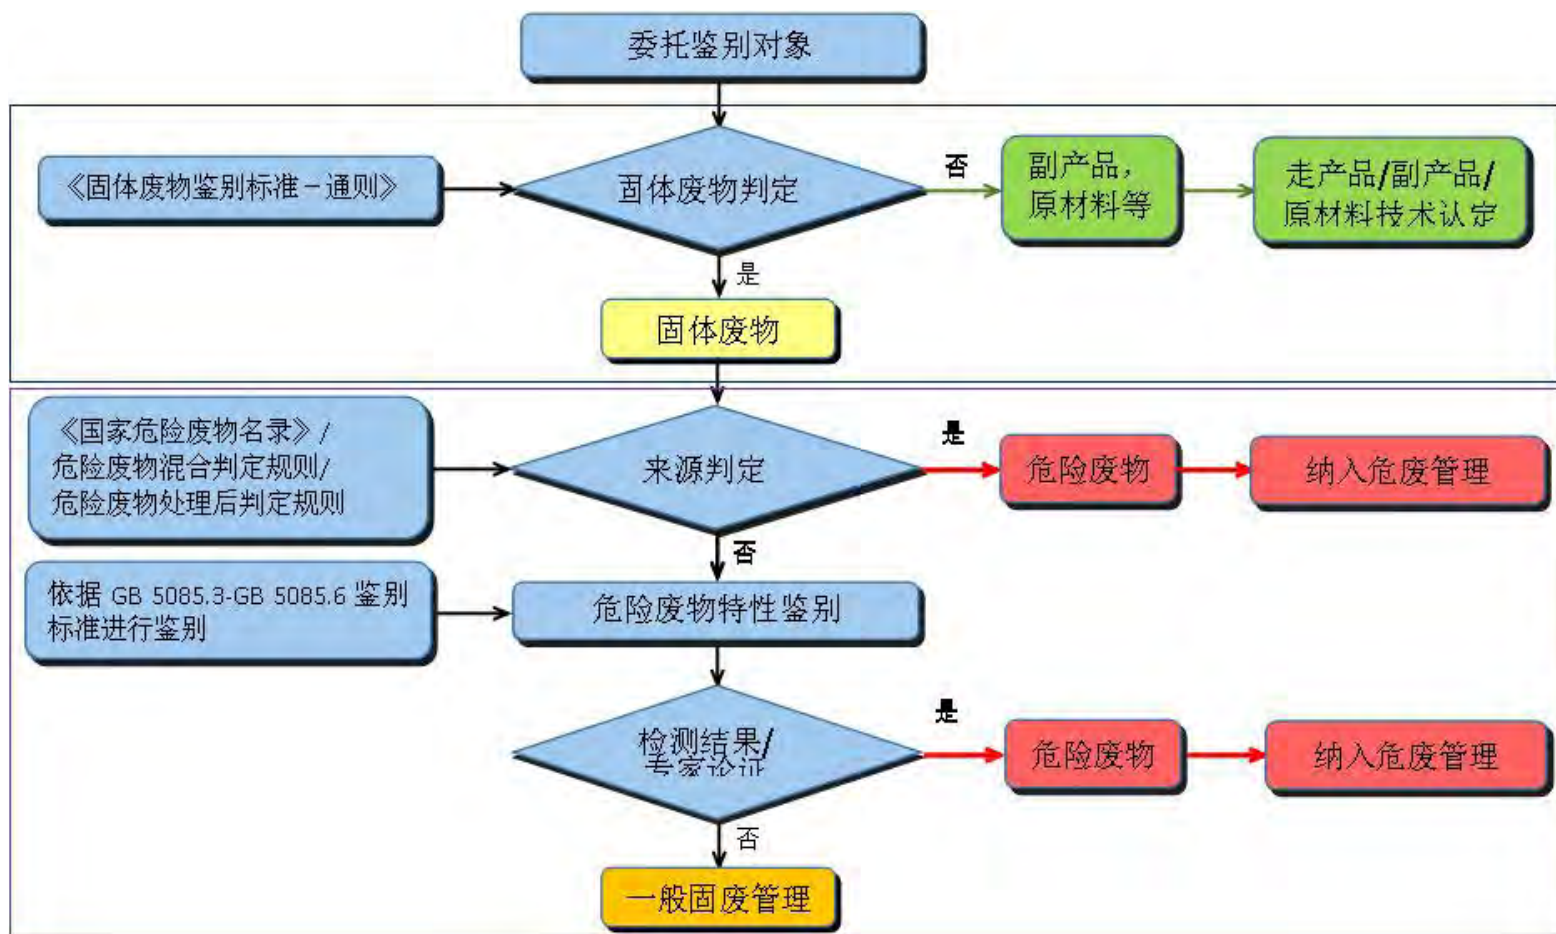 委托鉴别对象
《固体废物鉴别标准－通则》
固体废物判定
否
副产品，
原材料等
走产品/副产品/
原材料技术认定
是
固体废物
《国家危险废物名录》/
危险废物混合判定规则/
危险废物处理后判定规则
来源判定
是
危险废物
纳入危废管理
否
依据 GB 5085.3-GB 5085.6 鉴别
标准进行鉴别
危险废物特性鉴别
检测结果/
专家论证
是
危险废物
纳入危废管理
否
一般固废管理